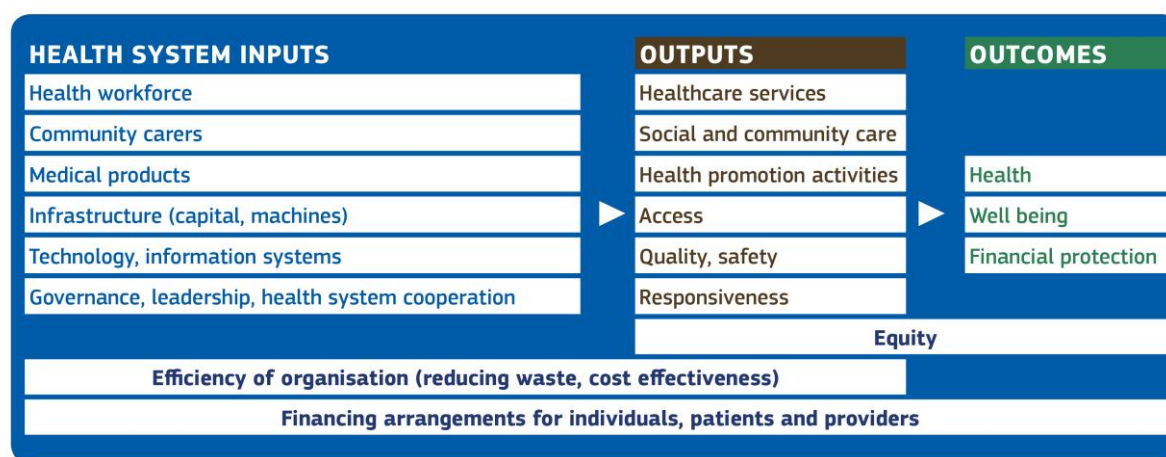 HEALTH SYSTEM INPUTS
Health workforce
Community carers
Medical products
Infrastructure (capital, machines)
Technology, information systems
Governance, leadership, health system cooperation
OUTPUTS
Healthcare services
Social and community care
Health promotion activities
Access
Quality, safety
Responsiveness
OUTCOMES
Health
Well being
Financial protection
Equity
Efficiency of organisation (reducing waste, cost effectiveness)
Financing arrangements for individuals, patients and providers